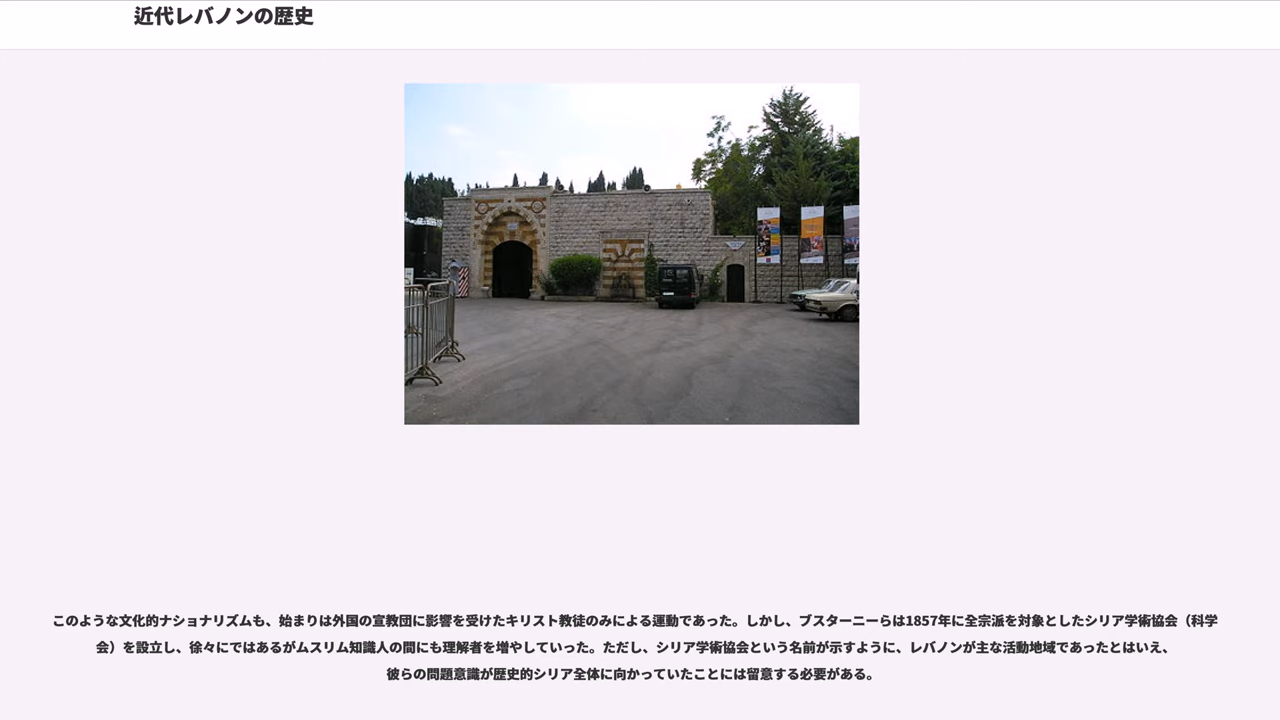 近代レバノンの歴史
このような文化的ナショナリズムも、始まりは外国の宣教団に影響を受けたキリスト教徒のみによる運動であった。しかし、ブスターニーらは1857年に全宗派を対象としたシリア学術協会（科学
会）を設立し、徐々にではあるがムスリム知識人の間にも理解者を増やしていった。ただし、シリア学術協会という名前が示すように、レバノンが主な活動地域であったとはいえ、
彼らの問題意識が歴史的シリア全体に向かっていたことには留意する必要がある。